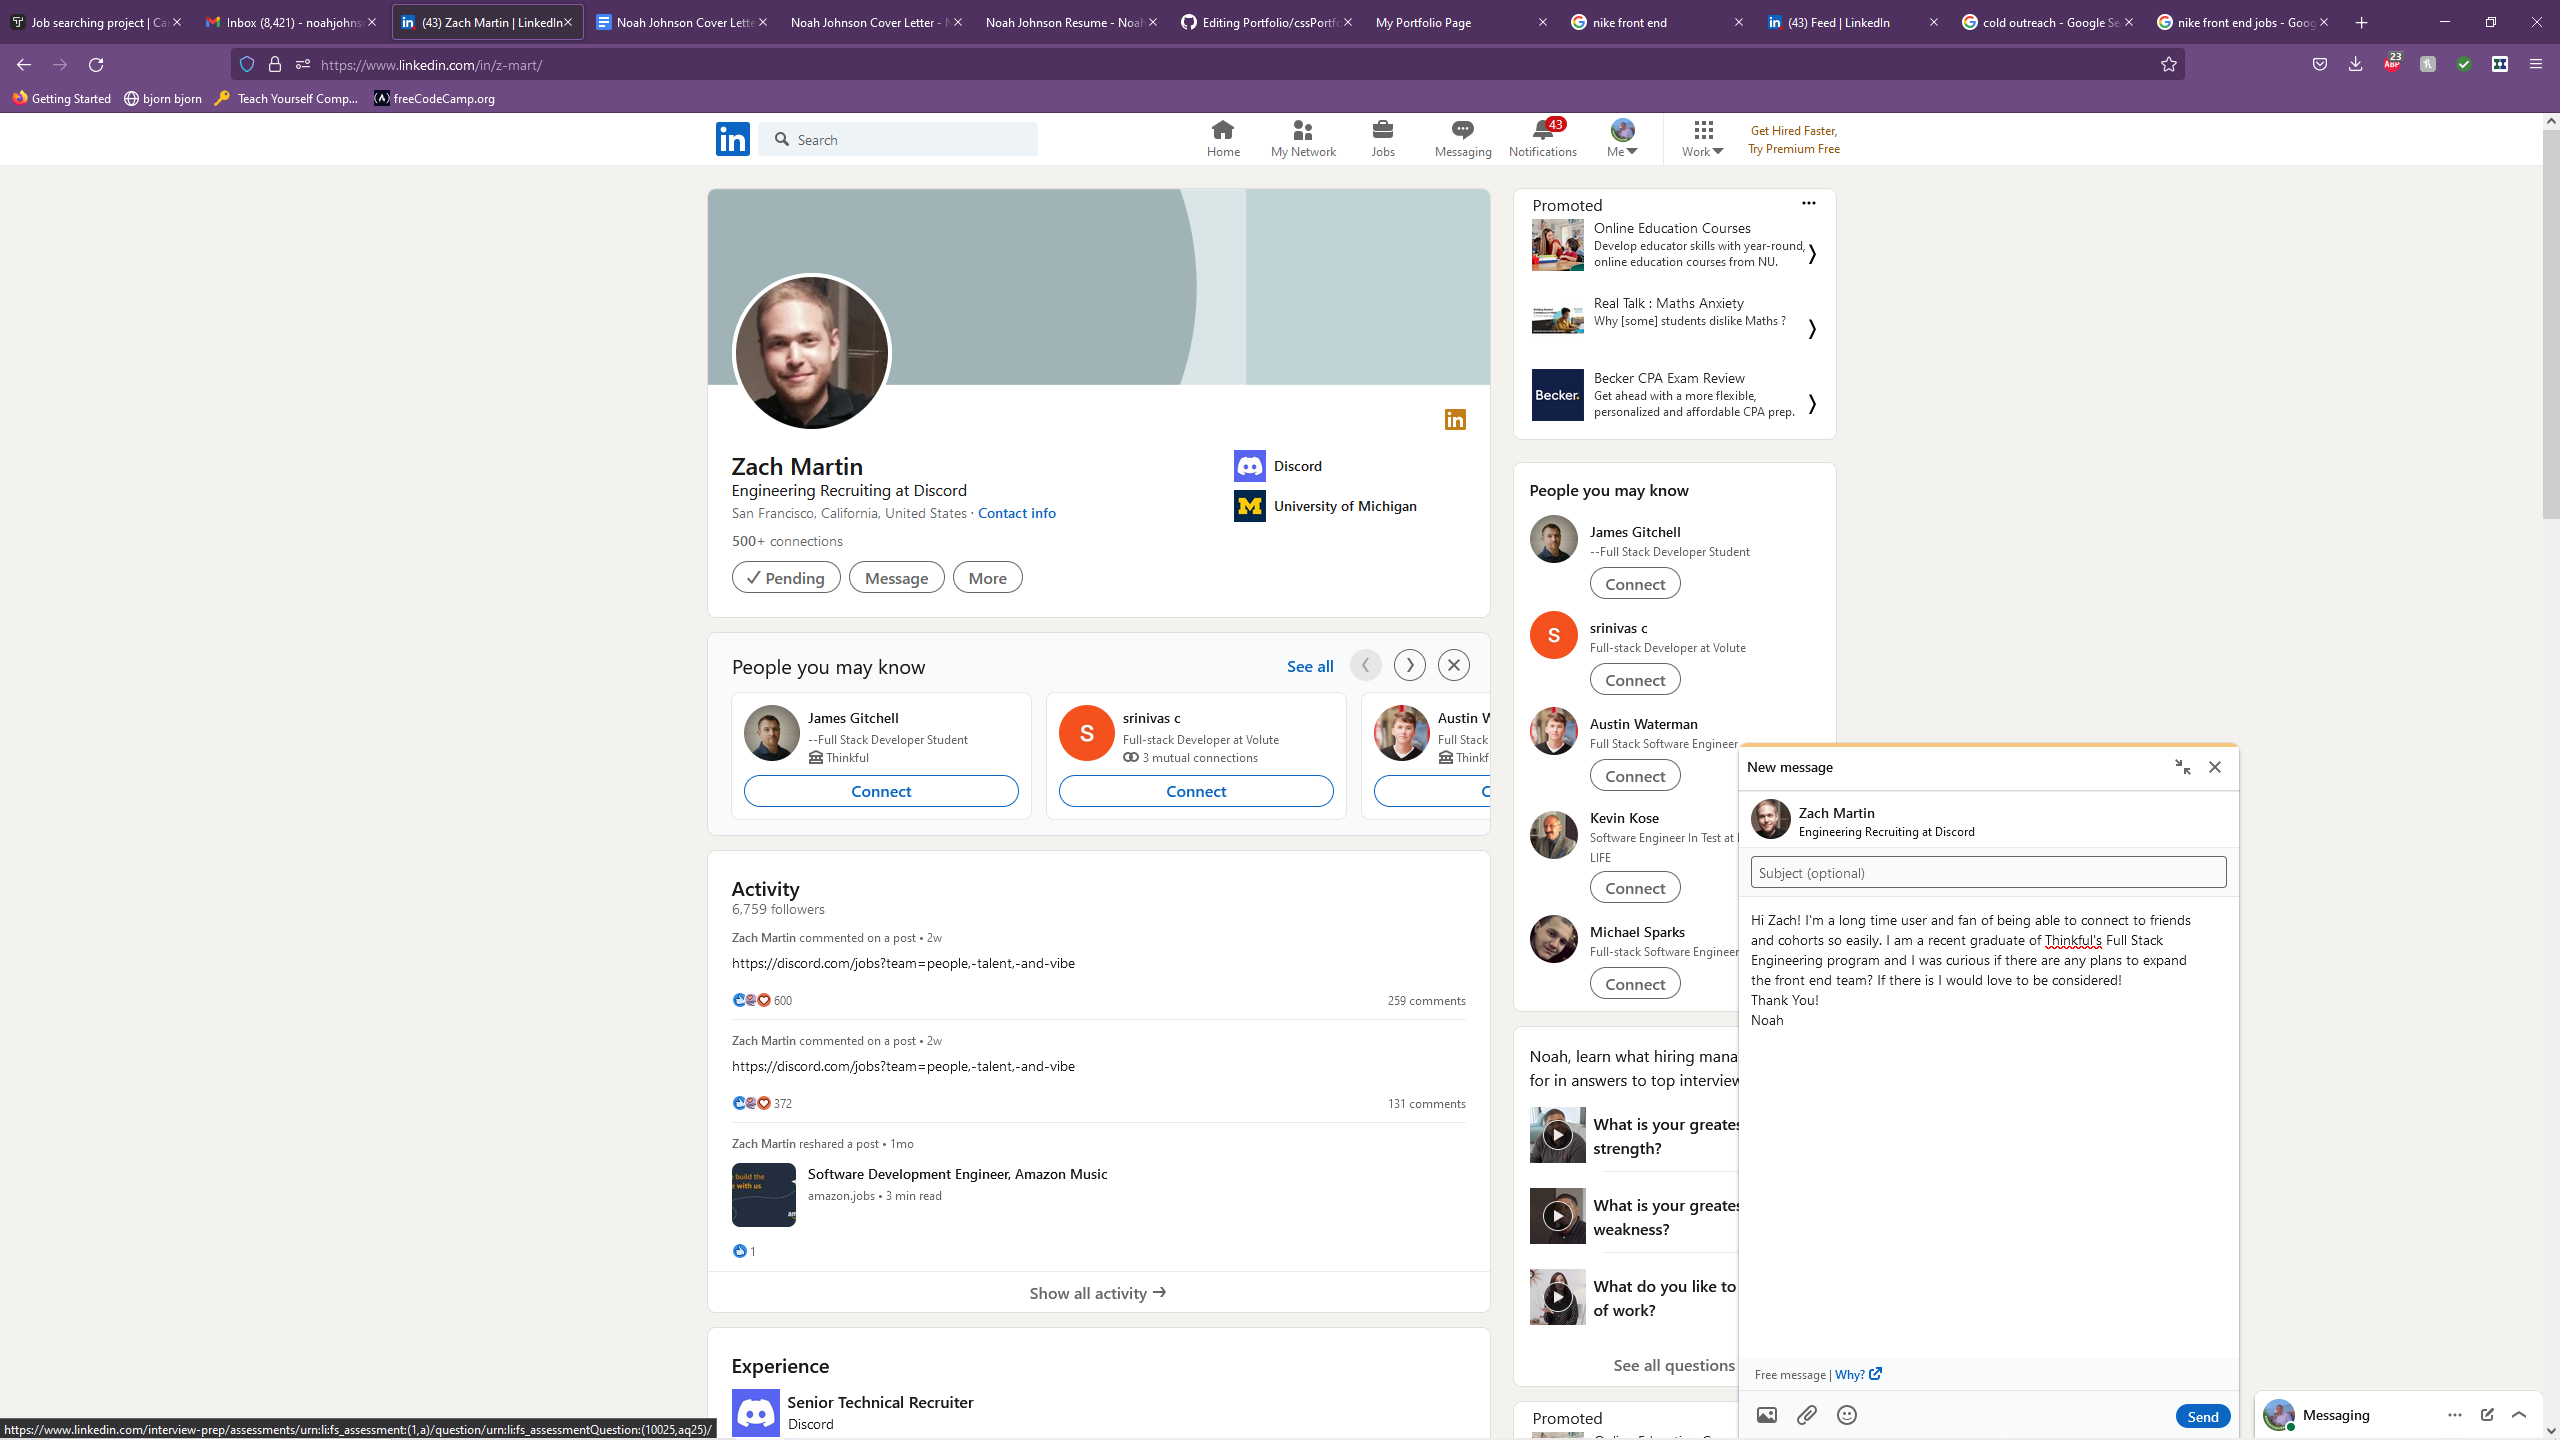 Job searching project | Ca
Inbox (8,421) - noahjohns
(43) Zach Martin | LinkedIn
Noah Johnson Cover Lette
Noah Johnson Cover Letter -
Noah Johnson Resume - Noah
Editing Portfolio/cssPortfo
My Portfolio Page
nike front end
(43) Feed | LinkedIn
cold outreach - Google Se
nike front end jobs - Goog
https://www.linkedin.com/in/z-mart/
23
ABP
Getting Started
bjorn bjorn
Teach Yourself Comp...
freeCodeCamp.org
in
Search
Home
My Network
Jobs
Messaging
43
Notifications
Me
Work
Get Hired Faster,
Try Premium Free
Zach Martin
Engineering Recruiting at Discord
San Francisco, California, United States · Contact info
500+ connections
Pending
Message
More
in
Discord
M
University of Michigan
People you may know
See all
James Gitchell
--Full Stack Developer Student
Thinkful
Connect
S
srinivas c
Full-stack Developer at Volute
3 mutual connections
Connect
Austin W
Full Stack
Thinkf
C
Activity
6,759 followers
Zach Martin commented on a post • 2w
https://discord.com/jobs?team=people,-talent,-and-vibe
600
259 comments
Zach Martin commented on a post • 2w
https://discord.com/jobs?team=people,-talent,-and-vibe
372
131 comments
Zach Martin reshared a post • 1mo
build the
with us
am
Software Development Engineer, Amazon Music
amazon.jobs • 3 min read
1
Show all activity
Experience
Senior Technical Recruiter
Discord
Promoted
Online Education Courses
Develop educator skills with year-round,
online education courses from NU.
Real Talk : Maths Anxiety
Why [some] students dislike Maths ?
Becker.
Becker CPA Exam Review
Get ahead with a more flexible,
personalized and affordable CPA prep.
People you may know
James Gitchell
--Full Stack Developer Student
Connect
S
srinivas c
Full-stack Developer at Volute
Connect
Austin Waterman
Full Stack Software Engineer
Connect
Kevin Kose
Software Engineer In Test at
LIFE
Connect
Michael Sparks
Full-stack Software Engineer
Connect
Noah, learn what hiring mana
for in answers to top interview
What is your greates
strength?
What is your greates
weakness?
What do you like to
of work?
See all questions
Promoted
New message
Zach Martin
Engineering Recruiting at Discord
Subject (optional)
Hi Zach! I'm a long time user and fan of being able to connect to friends
and cohorts so easily. I am a recent graduate of Thinkful's Full Stack
Engineering program and I was curious if there are any plans to expand
the front end team? If there is I would love to be considered!
Thank You!
Noah
Free message | Why?
Send
Messaging
https://www.linkedin.com/interview-prep/assessments/urn:li:fs_assessment:(1,a)/question/urn:li:fs_assessmentQuestion:(10025,aq25)/